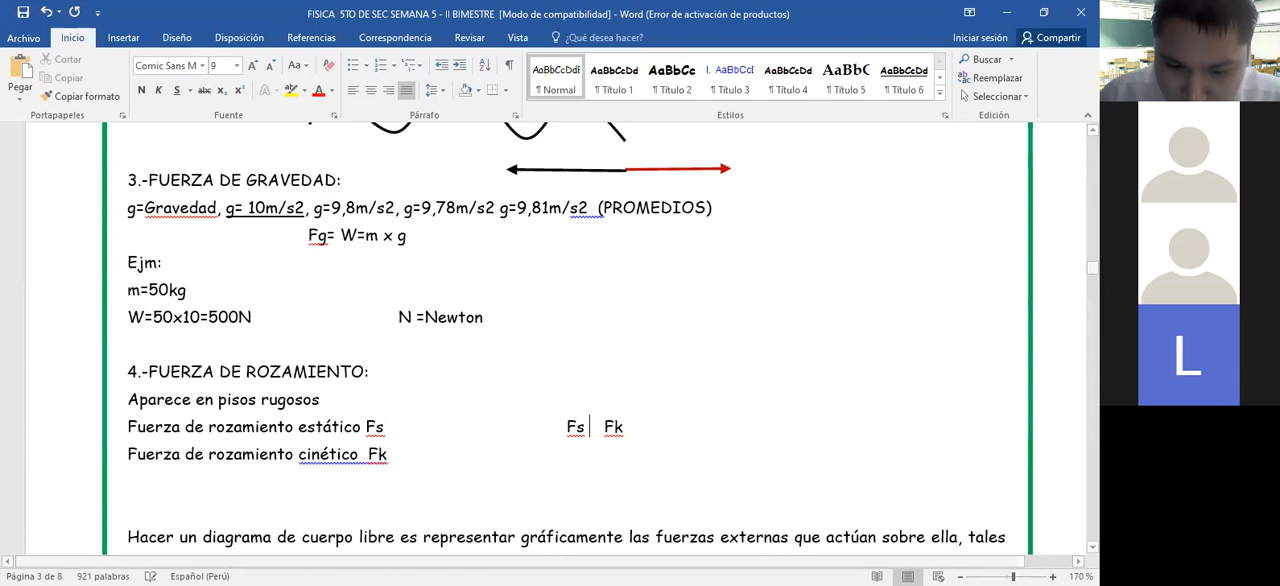 FISICA 5TO DE SEC SEMANA 5 - II BIMESTRE [Modo de compatibilidad] - Word (Error de activación de productos)
Archivo Inicio Insertar Diseño Disposición Referencias Correspondencia Revisar Vista ¿Qué desea hacer? Iniciar sesión Compartir
Pegar
Cortar
Copiar
Copiar formato
Comic Sans M 9
N K S abc x₂ x² A A
AaBbCcDdE AaBbCcDd AaBbCc I. AaBbCcI AaBbCcDd AaBbC AaBbCcDd
¶ Normal ¶ Título 1 ¶ Título 2 ¶ Título 3 ¶ Título 4 ¶ Título 5 ¶ Título 6
Buscar
Reemplazar
Seleccionar
Portapapeles Fuente Párrafo Estilos Edición
3.-FUERZA DE GRAVEDAD:
g=Gravedad, g= 10m/s2, g=9,8m/s2, g=9,78m/s2 g=9,81m/s2 (PROMEDIOS)
Fg= W=m x g
Ejm:
m=50kg
W=50x10=500N N =Newton
4.-FUERZA DE ROZAMIENTO:
Aparece en pisos rugosos
Fuerza de rozamiento estático Fs Fs Fk
Fuerza de rozamiento cinético Fk
Hacer un diagrama de cuerpo libre es representar gráficamente las fuerzas externas que actúan sobre ella, tales
Página 3 de 8 921 palabras Español (Perú) 170 %
L